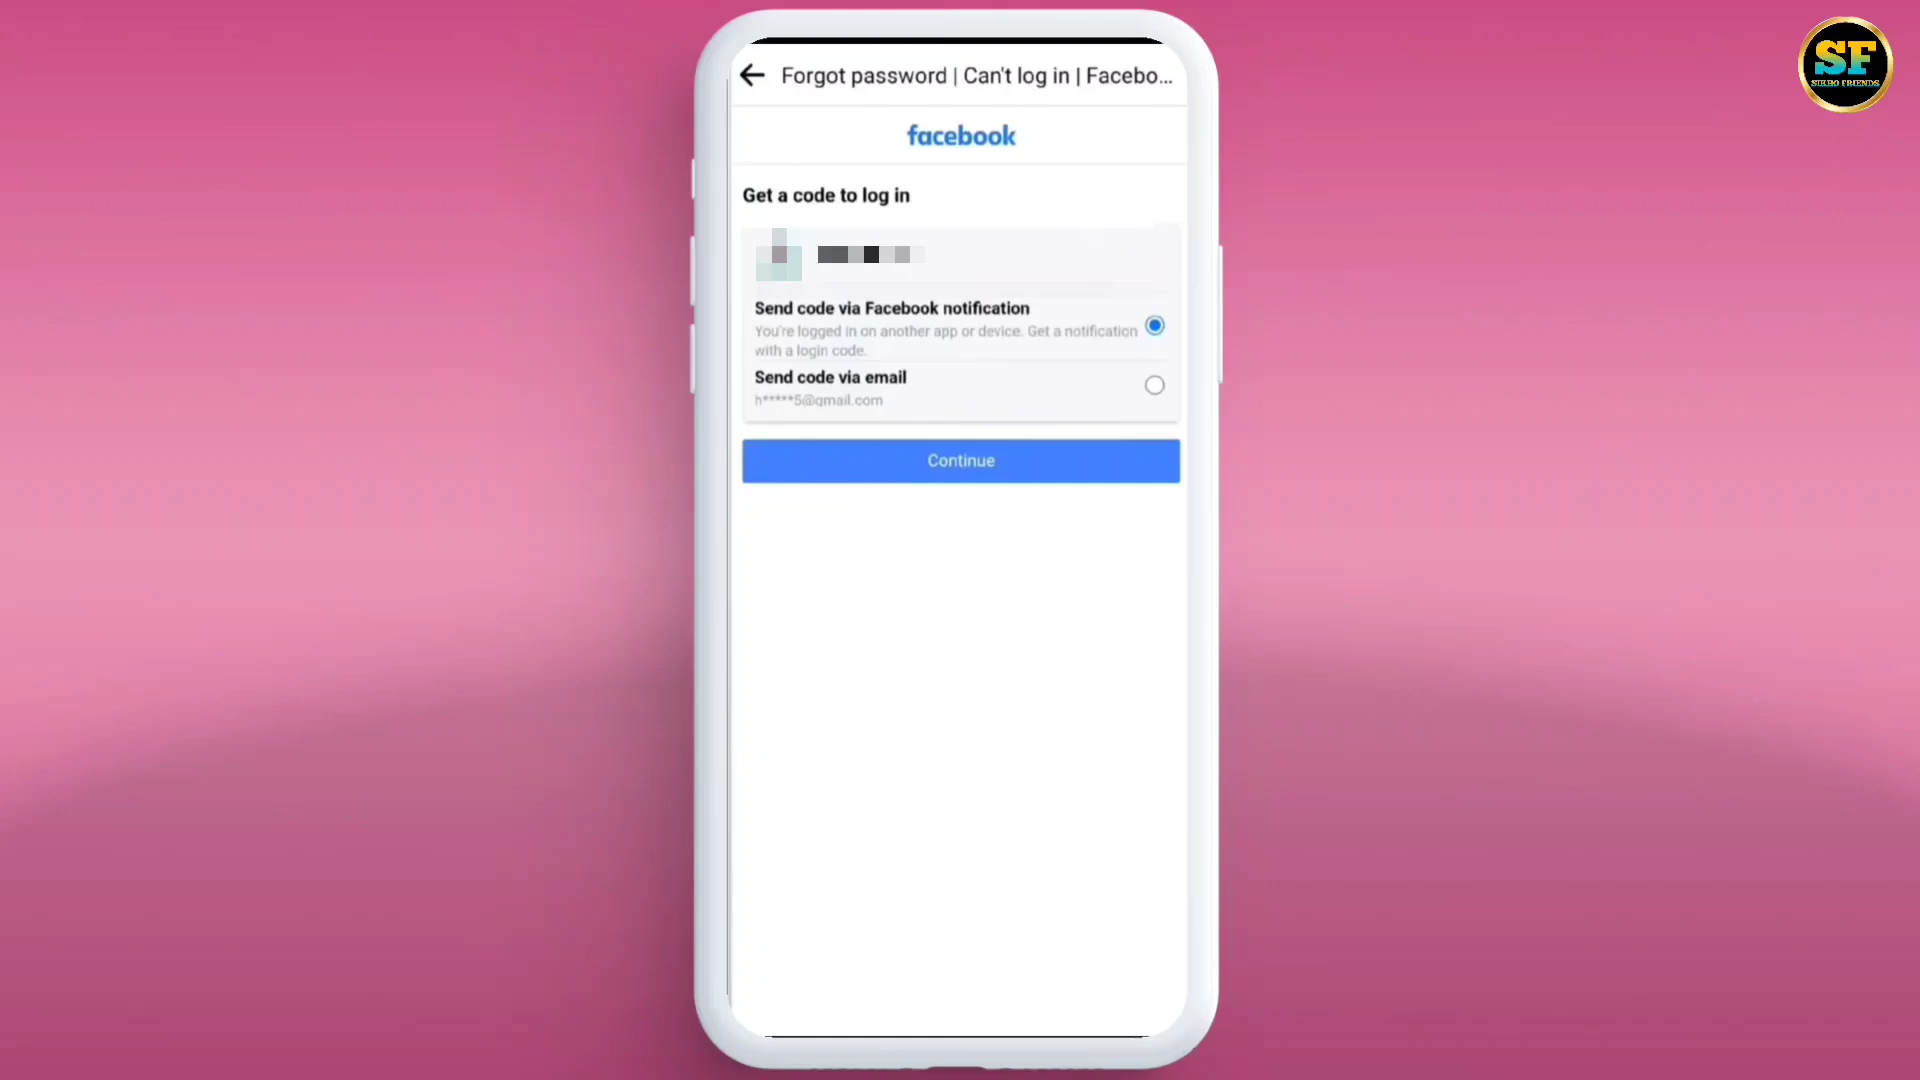 Forgot password | Can't log in | Facebo...
SF
SIKHO FRIENDS
facebook
Get a code to log in
Send code via Facebook notification
You're logged in on another app or device. Get a notification
with a login code.
Send code via email
h*****5@gmail.com
Continue